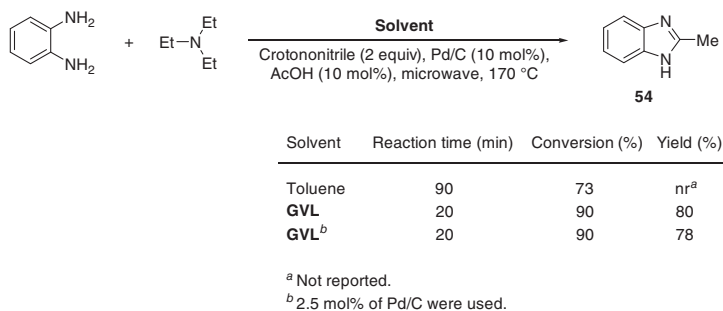 NH2
NH2
+
Et N Et
Et
Solvent
Crotononitrile (2 equiv), Pd/C (10 mol%),
AcOH (10 mol%), microwave, 170 °C
N
Me
N
H
54
Solvent Reaction time (min) Conversion (%) Yield (%)
Toluene 90 73 nr a
GVL 20 90 80
GVL b 20 90 78
a Not reported.
b 2.5 mol% of Pd/C were used.